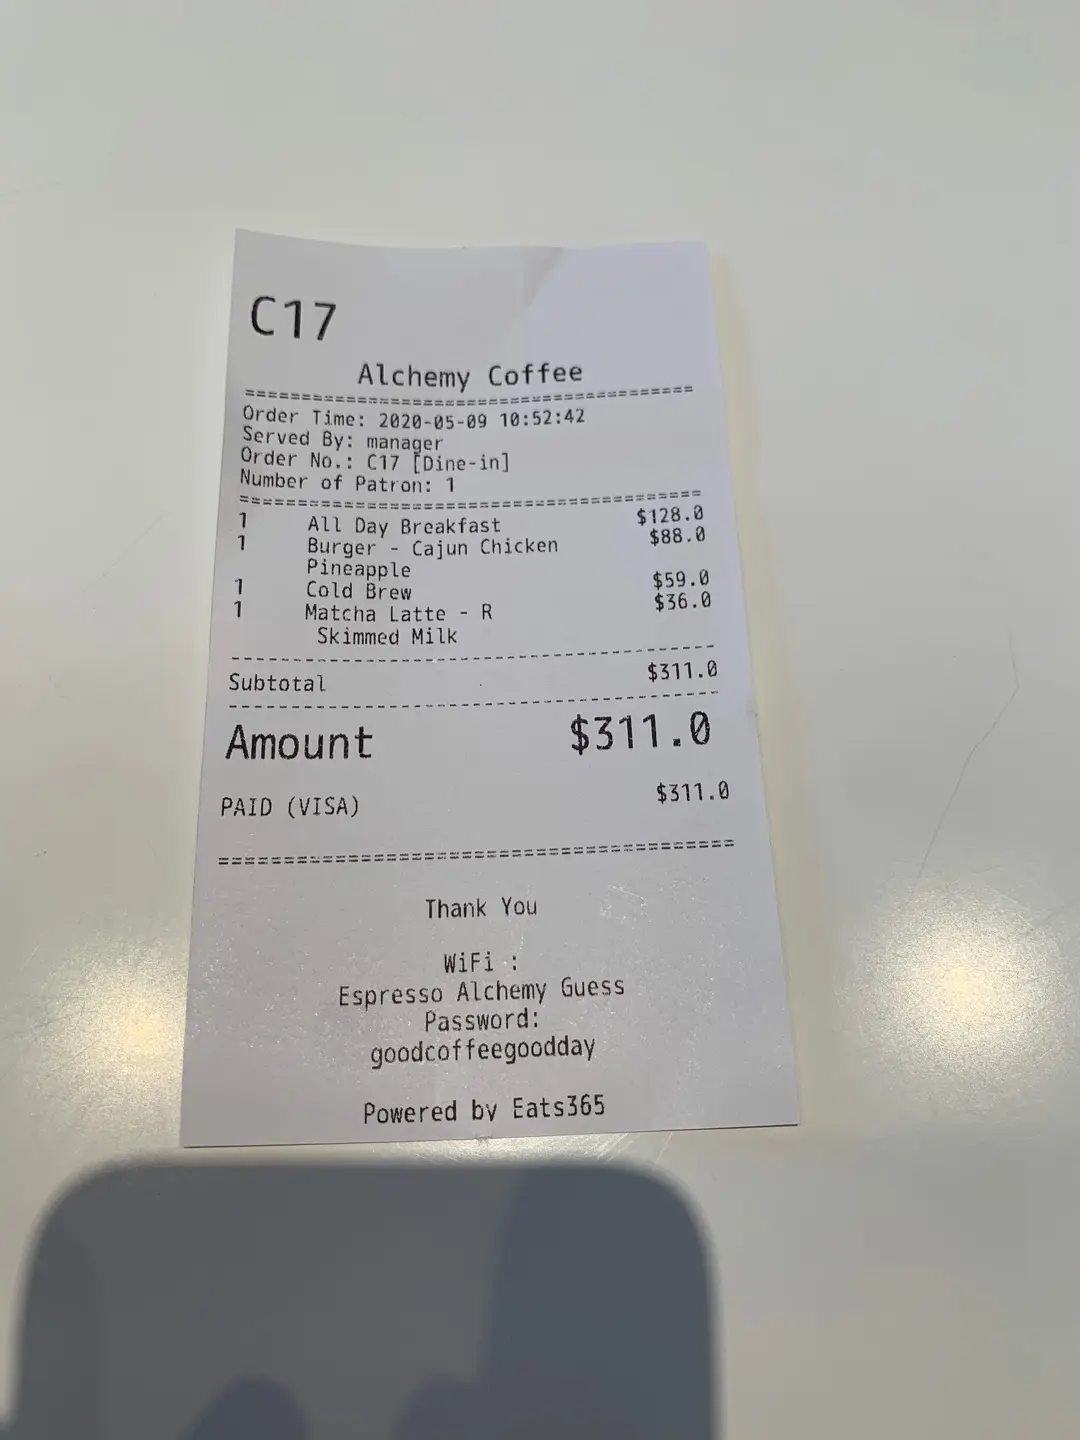 C17
Alchemy Coffee
========================================
Order Time: 2020-05-09 10:52:42
Served By: manager
Order No.: C17 [Dine-in]
Number of Patron: 1
========================================
1 All Day Breakfast $128.0
1 Burger - Cajun Chicken $88.0
Pineapple
1 Cold Brew $59.0
1 Matcha Latte - R $36.0
Skimmed Milk
----------------------------------------
Subtotal $311.0
----------------------------------------
Amount $311.0
PAID (VISA) $311.0
========================================
Thank You
WiFi :
Espresso Alchemy Guess
Password:
goodcoffeegoodday
Powered by Eats365